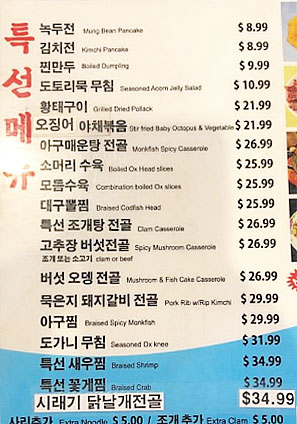 특선메뉴
녹두전 Mung Bean Pancake $ 8.99
김치전 Kimchi Pancake $ 8.99
찐만두 Boiled Dumpling $ 9.99
도토리묵 무침 Seasoned Acorn Jelly Salad $ 10.99
황태구이 Grilled Dried Pollack $ 21.99
오징어 야채볶음 Stir fried Baby Octopus & Vegetable $ 21.99
아구매운탕 전골 Monkfish Spicy Casserole $ 26.99
소머리 수육 Boiled Ox Head slices $ 25.99
모듬수육 Combination boiled Ox slices $ 25.99
대구뽈찜 Braised Codfish Head $ 25.99
특선 조개탕 전골 Clam Casserole $ 26.99
고추장 버섯전골 Spicy Mushroom Casserole $ 26.99
조개 또는 소고기 clam or beef
버섯 오뎅 전골 Mushroom & Fish Cake Casserole $ 26.99
묵은지 돼지갈비 전골 Pork Rib w/Rip Kimchi $ 29.99
아구찜 Braised Spicy Monkfish $ 29.99
도가니 무침 Seasoned Ox knee $ 31.99
특선 새우찜 Braised Shrimp $ 34.99
특선 꽃게찜 Braised Crab $ 34.99
시래기 닭날개전골 $34.99
사리추가 Extra Noodle $ 5.00 / 조개 추가 Extra Clam $ 5.00